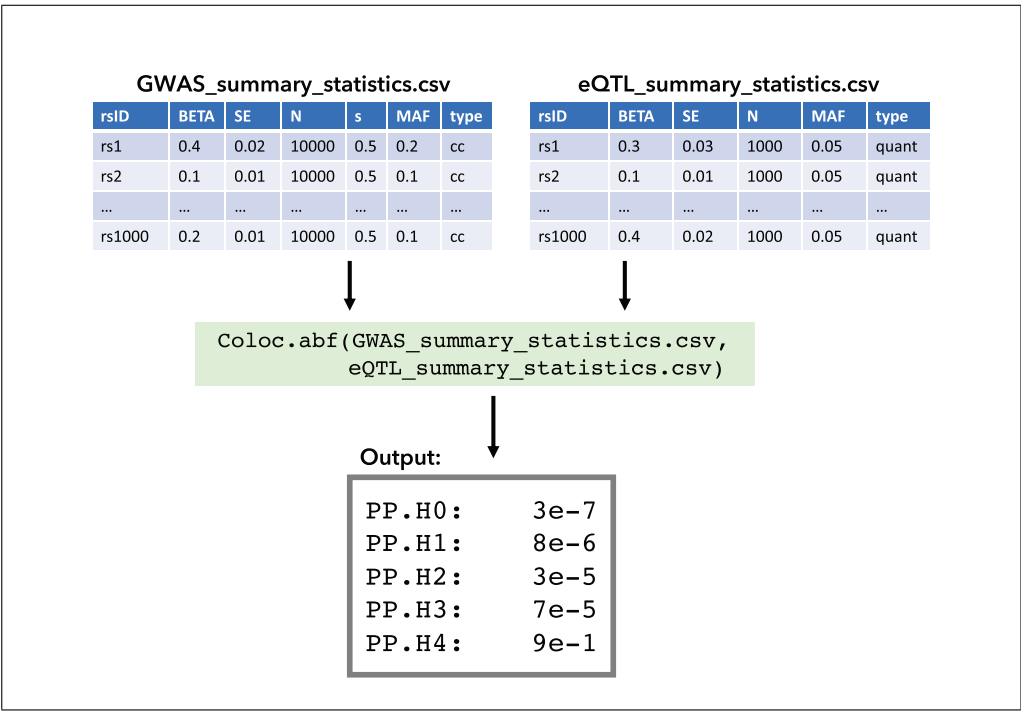 GWAS_summary_statistics.csv
rsID BETA SE N s MAF type
rs1 0.4 0.02 10000 0.5 0.2 cc
rs2 0.1 0.01 10000 0.5 0.1 cc
... ... ... ... ... ... ...
rs1000 0.2 0.01 10000 0.5 0.1 cc
eQTL_summary_statistics.csv
rsID BETA SE N MAF type
rs1 0.3 0.03 1000 0.05 quant
rs2 0.1 0.01 1000 0.05 quant
... ... ... ... ... ...
rs1000 0.4 0.02 1000 0.05 quant
Coloc.abf(GWAS_summary_statistics.csv,
eQTL_summary_statistics.csv)
Output:
PP.H0: 3e-7
PP.H1: 8e-6
PP.H2: 3e-5
PP.H3: 7e-5
PP.H4: 9e-1